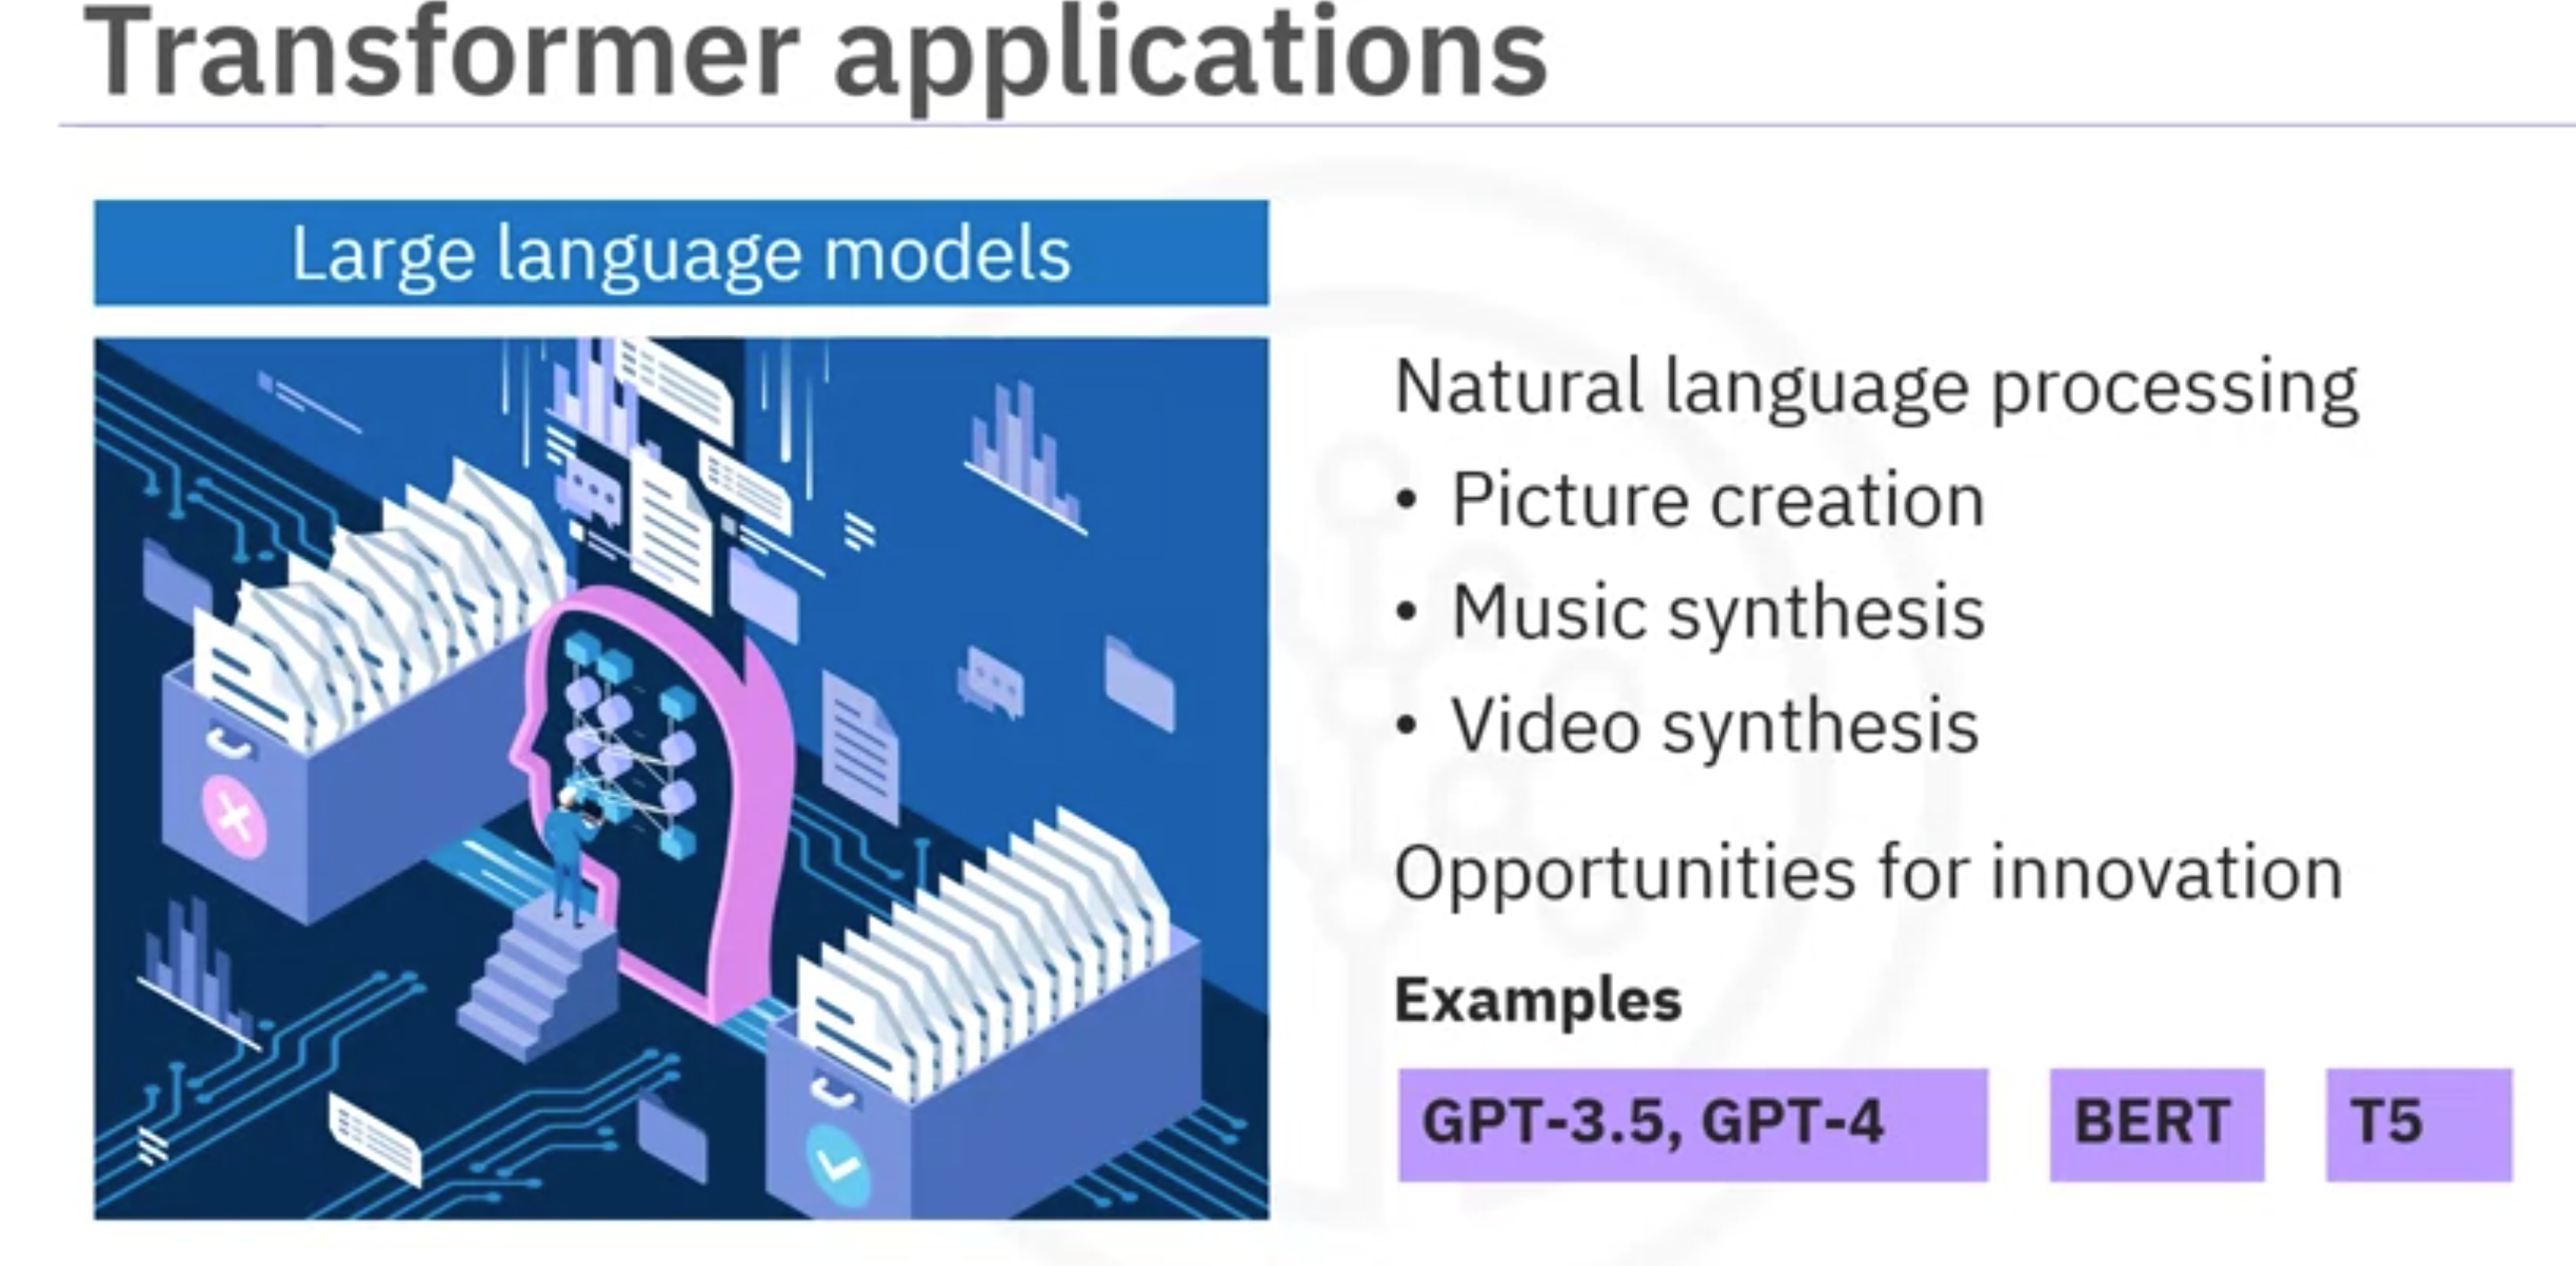 Transformer applications
Large language models
Natural language processing
• Picture creation
• Music synthesis
• Video synthesis
Opportunities for innovation
Examples
GPT-3.5, GPT-4
BERT
T5